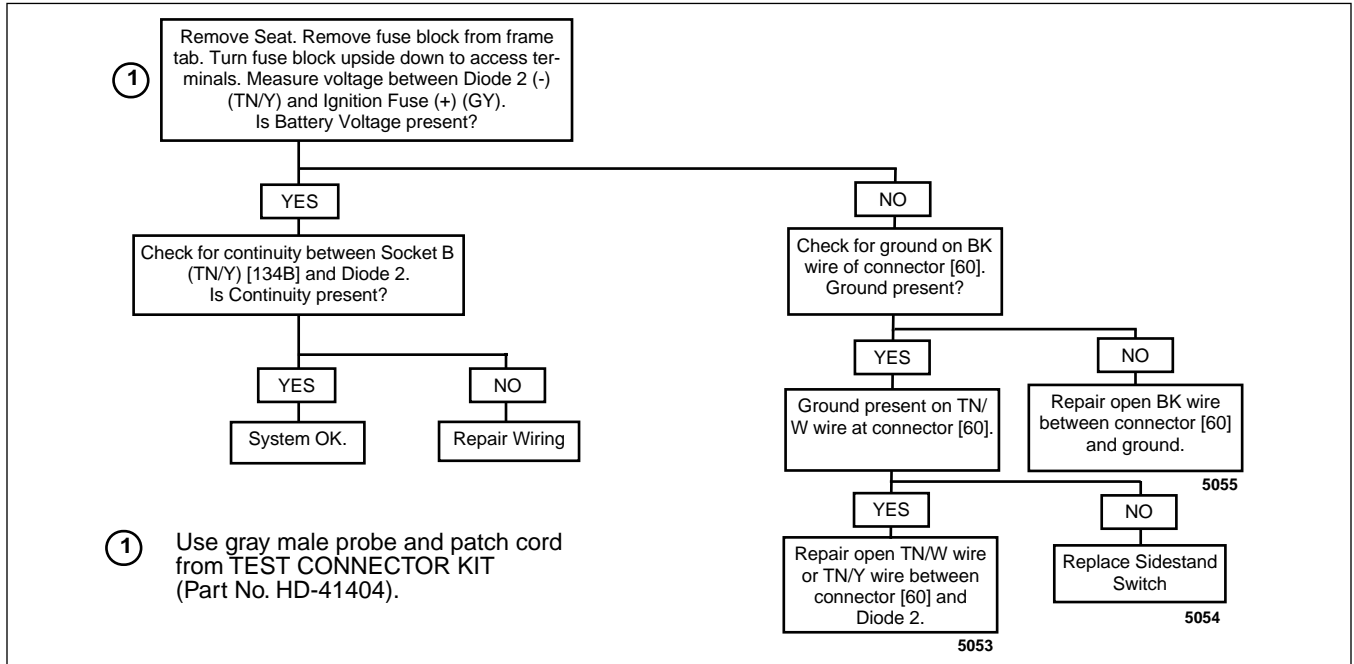 1
Remove Seat. Remove fuse block from frame
tab. Turn fuse block upside down to access ter-
minals. Measure voltage between Diode 2 (-)
(TN/Y) and Ignition Fuse (+) (GY).
Is Battery Voltage present?
YES
NO
Check for continuity between Socket B
(TN/Y) [134B] and Diode 2.
Is Continuity present?
Check for ground on BK
wire of connector [60].
Ground present?
YES
NO
YES
NO
System OK.
Repair Wiring
Ground present on TN/
W wire at connector [60].
Repair open BK wire
between connector [60]
and ground.
5055
YES
NO
1
Use gray male probe and patch cord
from TEST CONNECTOR KIT
(Part No. HD-41404).
Repair open TN/W wire
or TN/Y wire between
connector [60] and
Diode 2.
5053
Replace Sidestand
Switch
5054